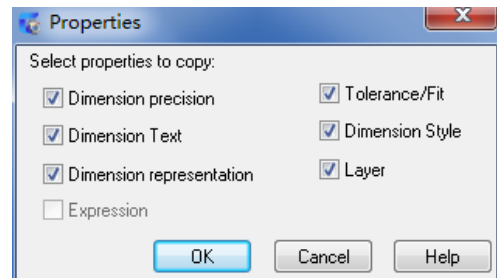 Properties
Select properties to copy:
Dimension precision
Tolerance/Fit
Dimension Text
Dimension Style
Dimension representation
Layer
Expression
OK
Cancel
Help